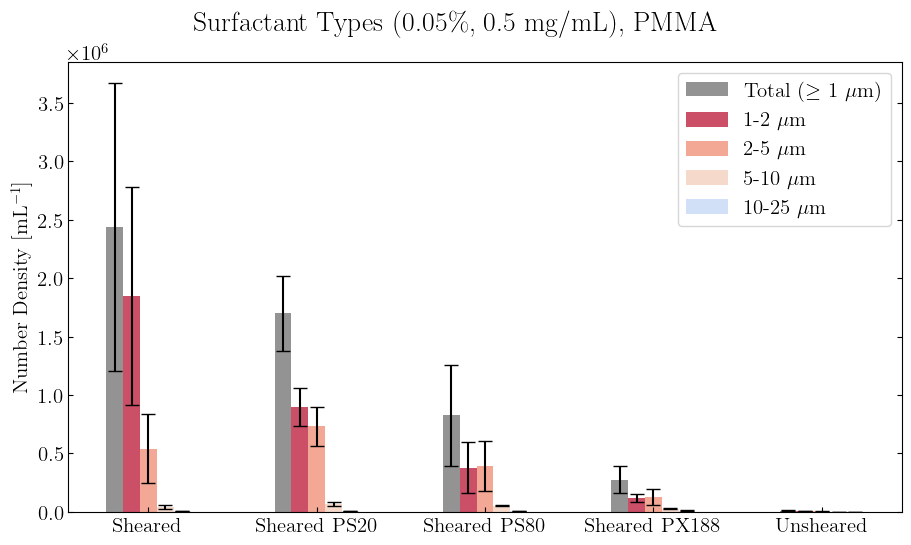 Surfactant Types (0.05%, 0.5 mg/mL), PMMA
×10⁶
3.5
3.0
2.5
2.0
1.5
1.0
0.5
0.0
Number Density [mL⁻¹]
Total (≥ 1 μm)
1-2 μm
2-5 μm
5-10 μm
10-25 μm
Sheared
Sheared PS20
Sheared PS80
Sheared PX188
Unsheared